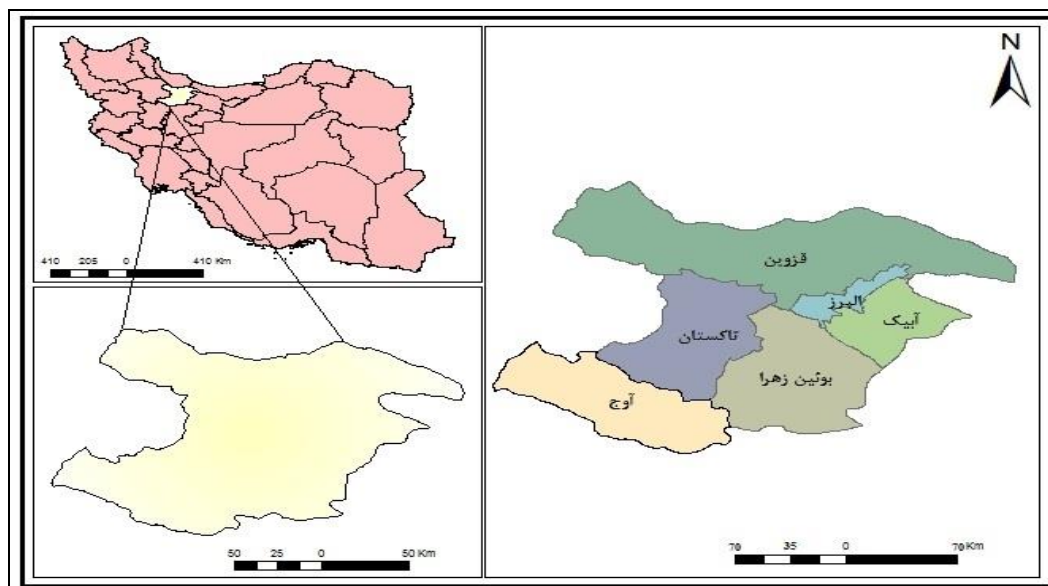 410 205 0 410 Km
50 25 0 50 Km
N
قزوین
البرز
آبیک
تاکستان
بوئین زهرا
آوج
70 35 0 70 Km